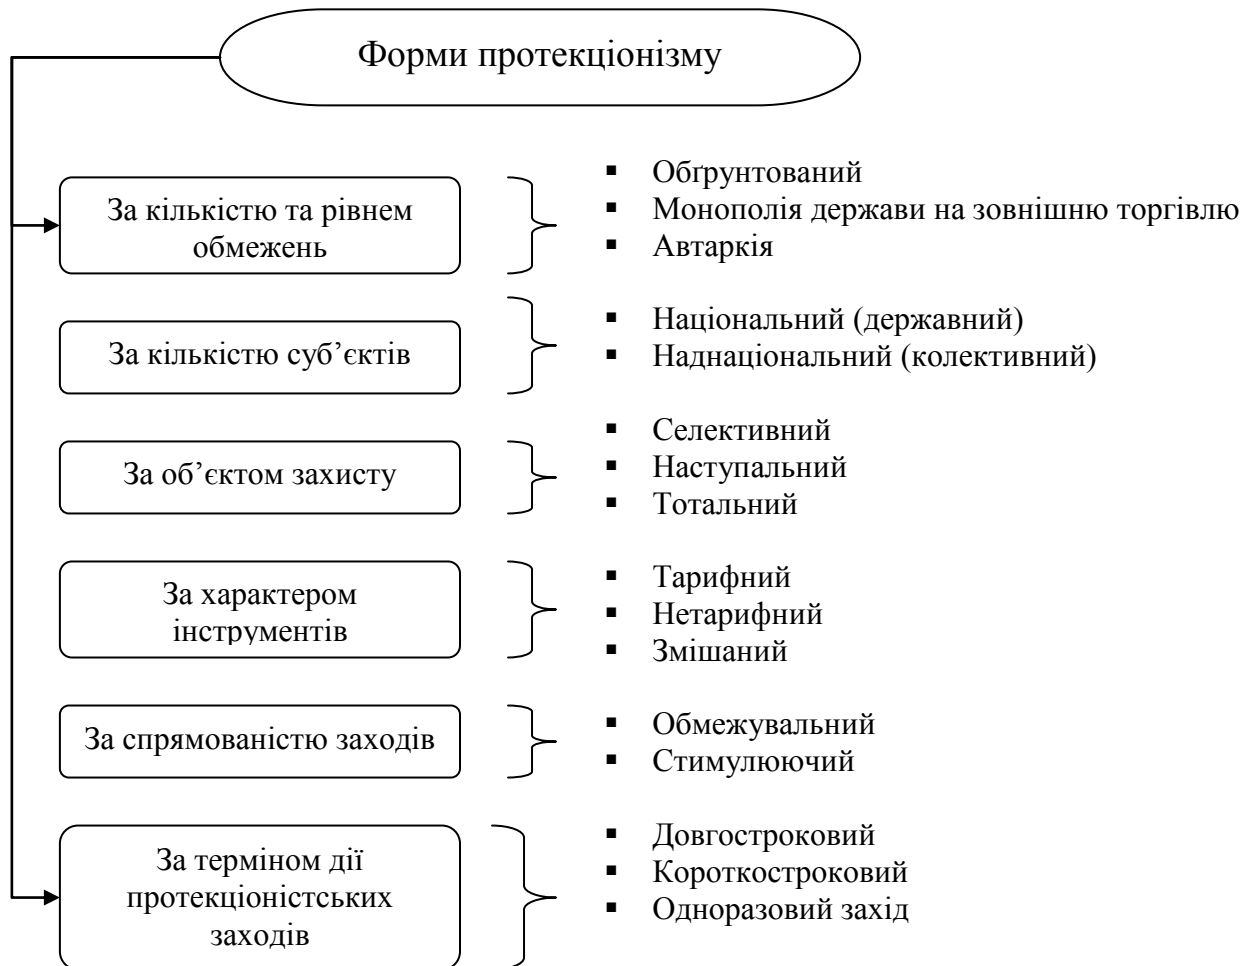 Форми протекціонізму
За кількістю та рівнем
обмежень
▪ Обґрунтований
▪ Монополія держави на зовнішню торгівлю
▪ Автаркія
За кількістю суб’єктів
▪ Національний (державний)
▪ Наднаціональний (колективний)
За об’єктом захисту
▪ Селективний
▪ Наступальний
▪ Тотальний
За характером
інструментів
▪ Тарифний
▪ Нетарифний
▪ Змішаний
За спрямованістю заходів
▪ Обмежувальний
▪ Стимулюючий
За терміном дії
протекціоністських
заходів
▪ Довгостроковий
▪ Короткостроковий
▪ Одноразовий захід